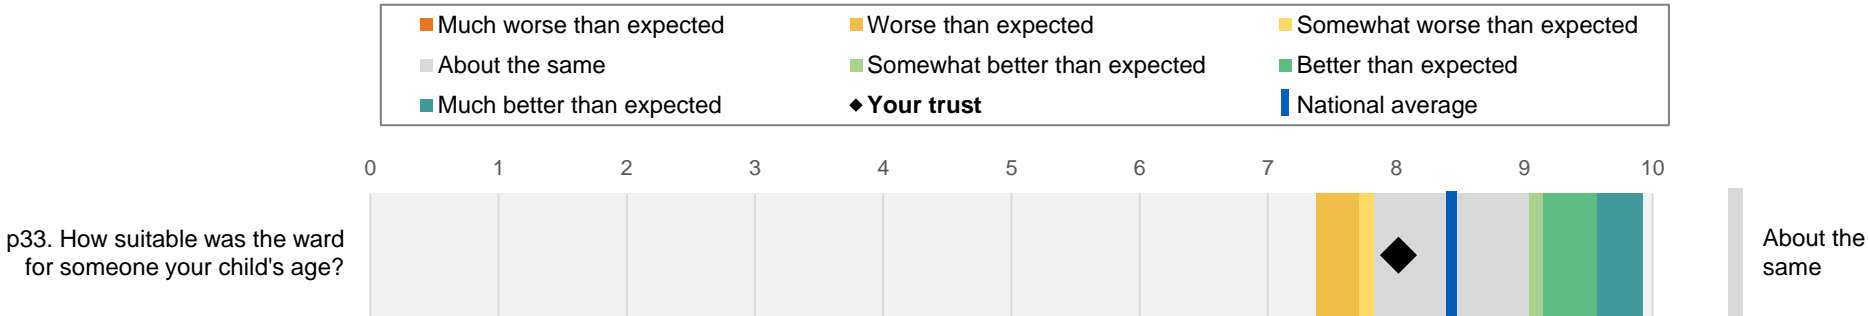 Much worse than expected
Worse than expected
Somewhat worse than expected
About the same
Somewhat better than expected
Better than expected
Much better than expected
Your trust
National average
0 1 2 3 4 5 6 7 8 9 10
p33. How suitable was the ward
for someone your child's age?
About the
same